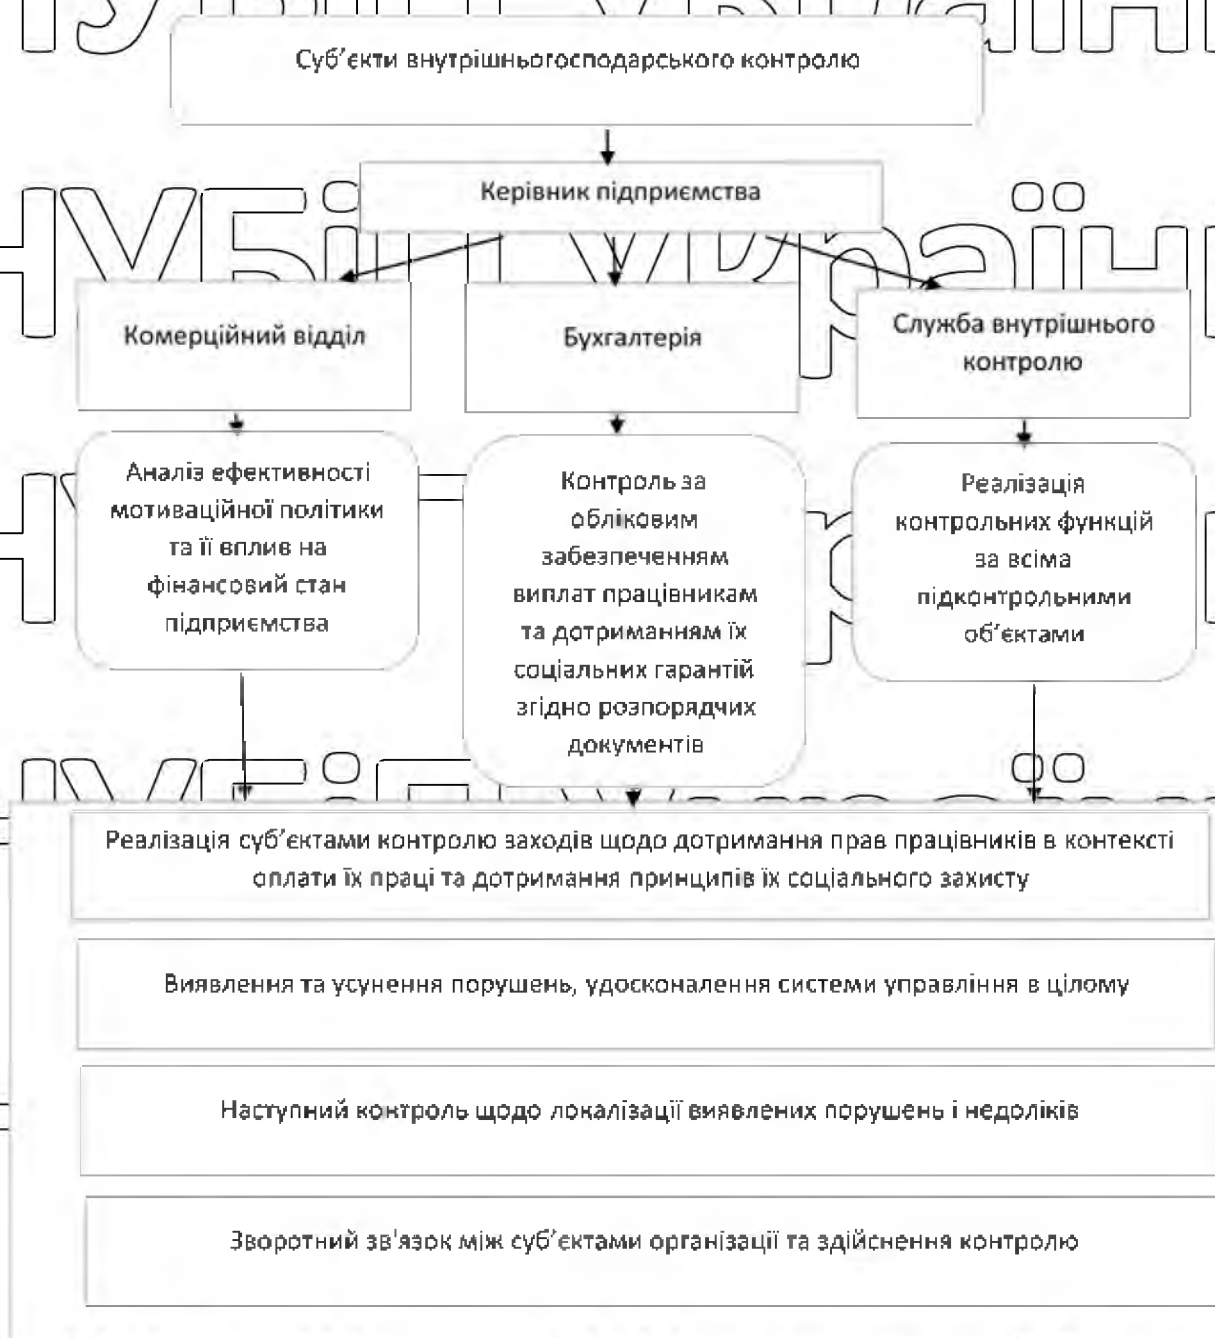 Суб’єкти внутрішньогосподарського контролю
Керівник підприємства
Комерційний відділ
Бухгалтерія
Служба внутрішнього
контролю
Аналіз ефективності
мотиваційної політики
та її вплив на
фінансовий стан
підприємства
Контроль за
обліковим
забезпеченням
виплат працівникам
та дотриманням їх
соціальних гарантій
згідно розпорядчих
документів
Реалізація
контрольних функцій
за всіма
підконтрольними
об’єктами
Реалізація суб’єктами контролю заходів щодо дотримання прав працівників в контексті
оплати їх праці та дотримання принципів їх соціального захисту
Виявлення та усунення порушень, удосконалення системи управління в цілому
Наступний контроль щодо локалізації виявлених порушень і недоліків
Зворотний зв'язок між суб’єктами організації та здійснення контролю